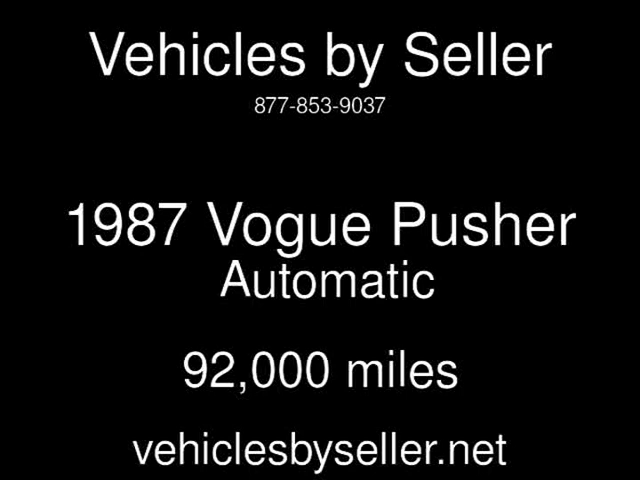 Vehicles by Seller
877-853-9037
1987 Vogue Pusher
Automatic
92,000 miles
vehiclesbyseller.net